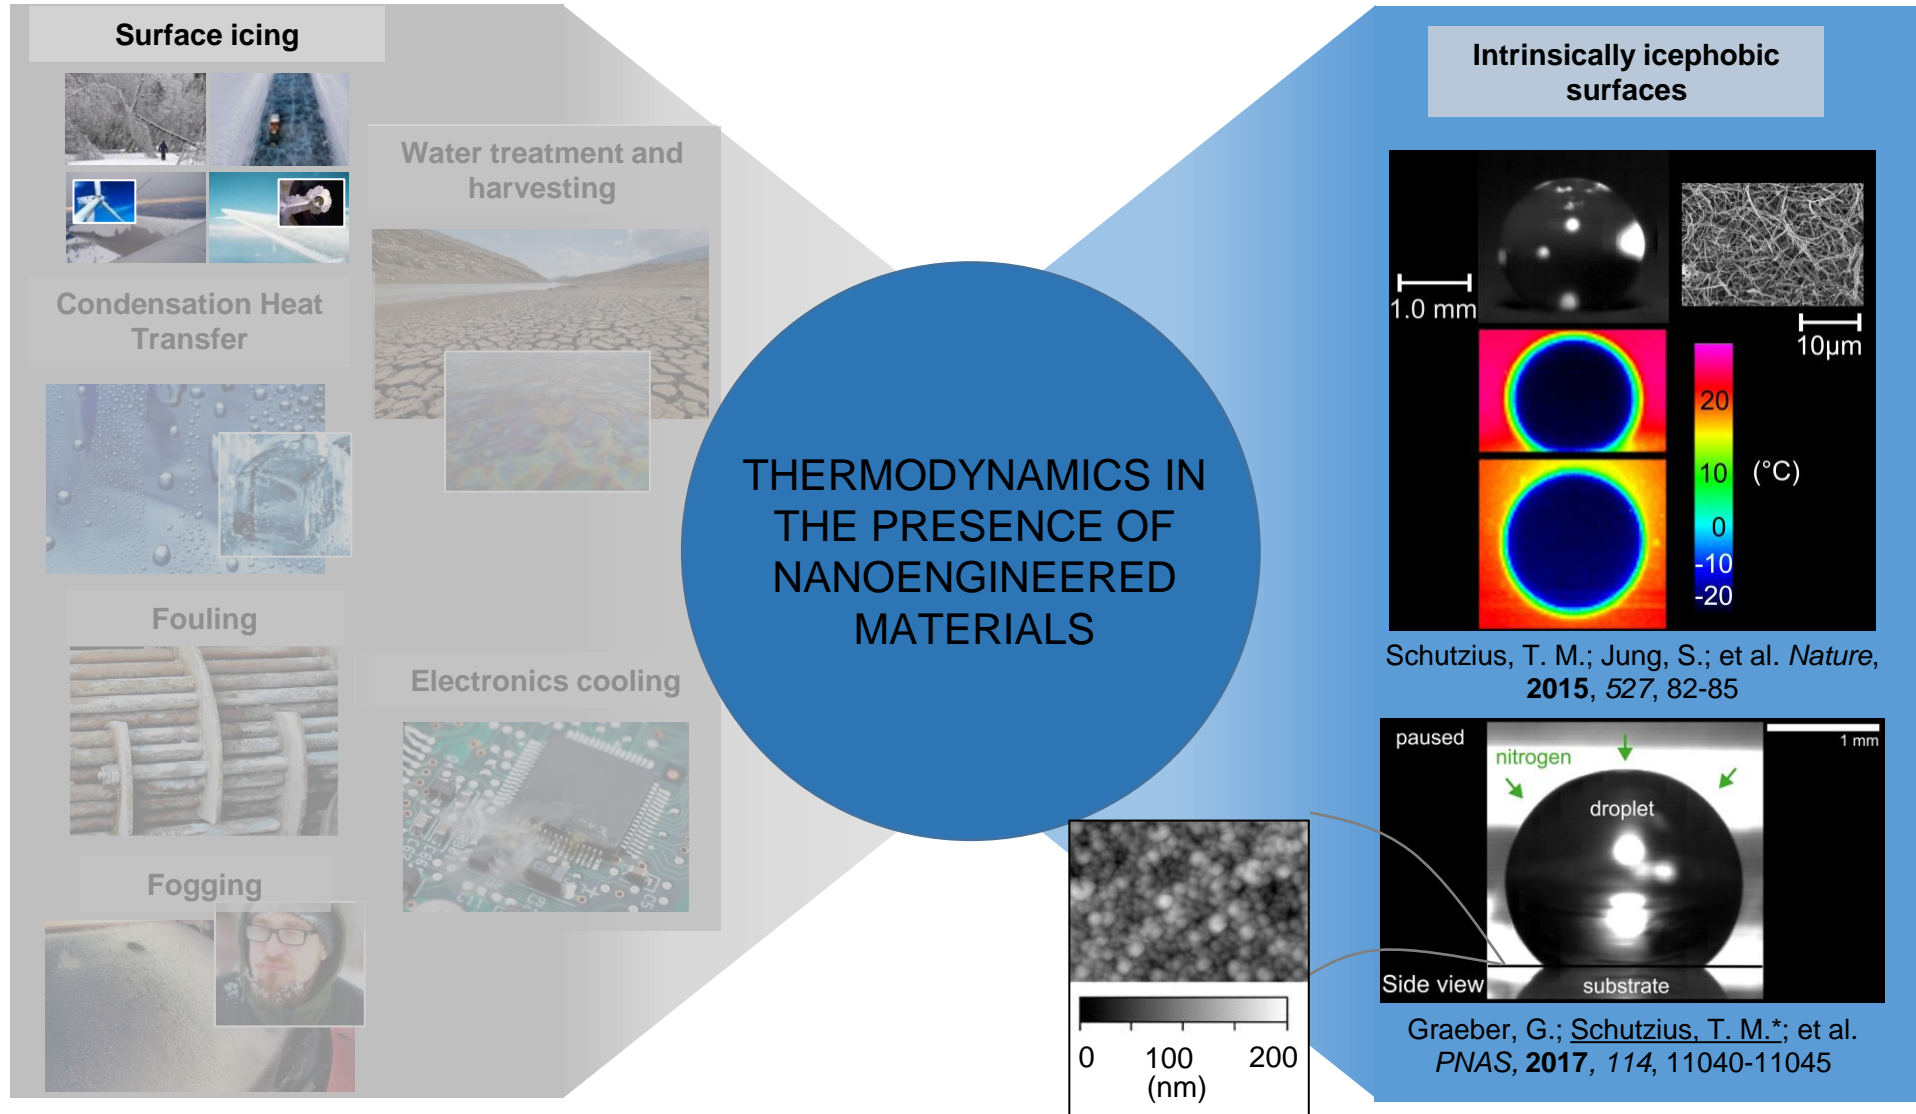 Surface icing
Water treatment and
harvesting
Condensation Heat
Transfer
Fouling
Electronics cooling
Fogging
THERMODYNAMICS IN
THE PRESENCE OF
NANOENGINEERED
MATERIALS
0 100 200
(nm)
Intrinsically icephobic
surfaces
1.0 mm
10µm
20
10 (°C)
0
-10
-20
Schutzius, T. M.; Jung, S.; et al. Nature,
2015, 527, 82-85
paused
1 mm
nitrogen
droplet
Side view
substrate
Graeber, G.; Schutzius, T. M.*; et al.
PNAS, 2017, 114, 11040-11045